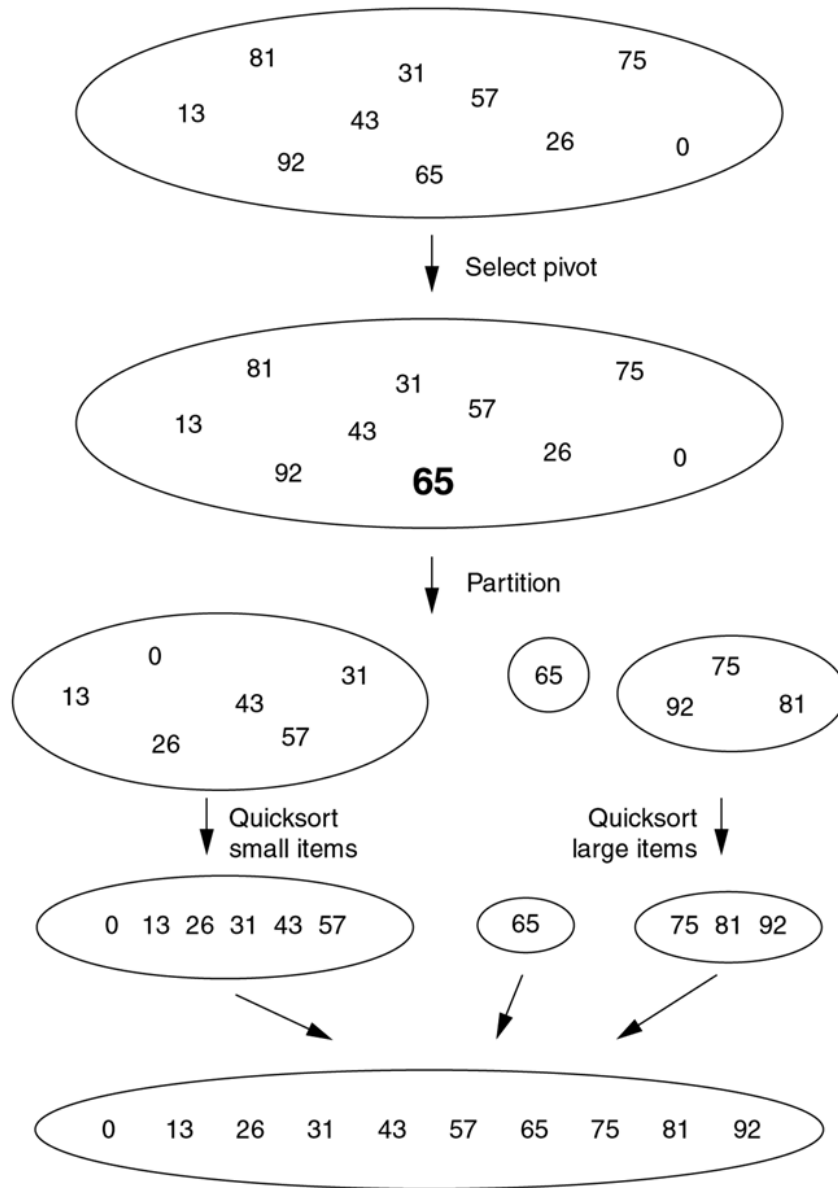 81 31 75
13 43 57
92 65 26 0
Select pivot
81 31 75
13 43 57
92 65 26 0
Partition
0 31
13 43
26 57
65
75
92 81
Quicksort
small items
Quicksort
large items
0 13 26 31 43 57
65
75 81 92
0 13 26 31 43 57 65 75 81 92